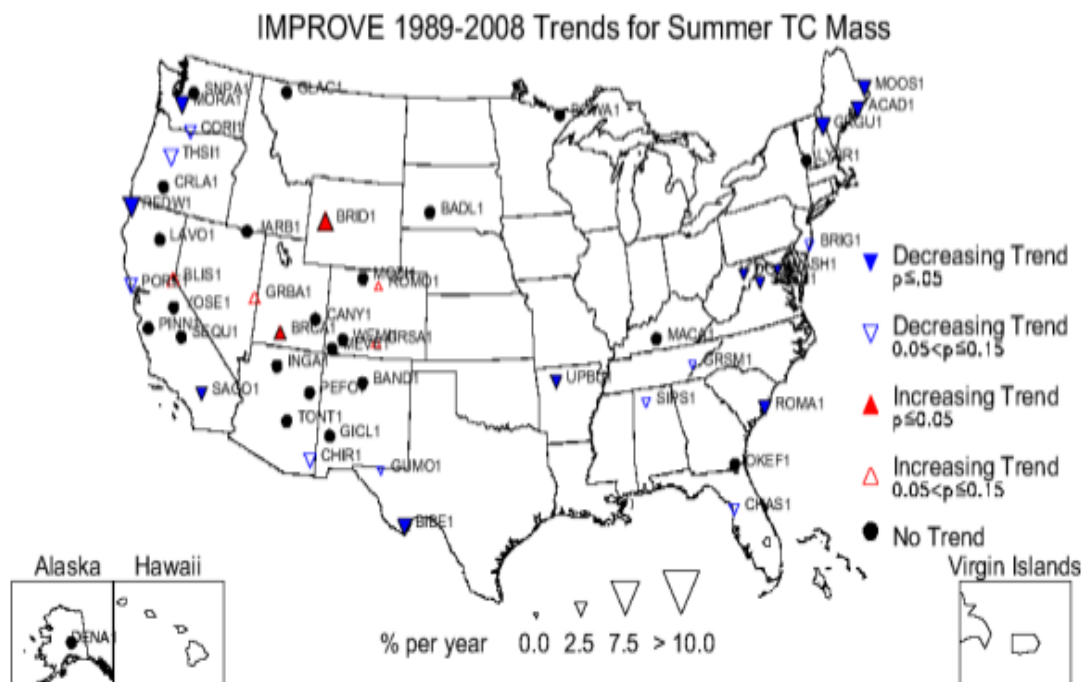 IMPROVE 1989-2008 Trends for Summer TC Mass
SNPA1
GLAC1
MOOS1
MORA1
ACAD1
GRGU1
CORI1
THSI1
LYBR1
CRLA1
REDW1
BADL1
BRID1
JARB1
LAVO1
BRIG1
PORE1
BLIS1
ROMO1
GRBA1
YOSE1
CANY1
PINN1
SEQU1
BRCA1
WEMI1
GRSA1
MACA1
INGA1
MEVE1
GRSM1
SAGO1
PEFO1
BAND1
UPBU1
SIPS1
ROMA1
TONT1
GICL1
CHIR1
GUMO1
OKEF1
CHAS1
BIBE1
Decreasing Trend
p≤.05
Decreasing Trend
0.05<p≤0.15
Increasing Trend
p≤0.05
Increasing Trend
0.05<p≤0.15
No Trend
Alaska
Hawaii
Virgin Islands
DENA1
% per year 0.0 2.5 7.5 > 10.0